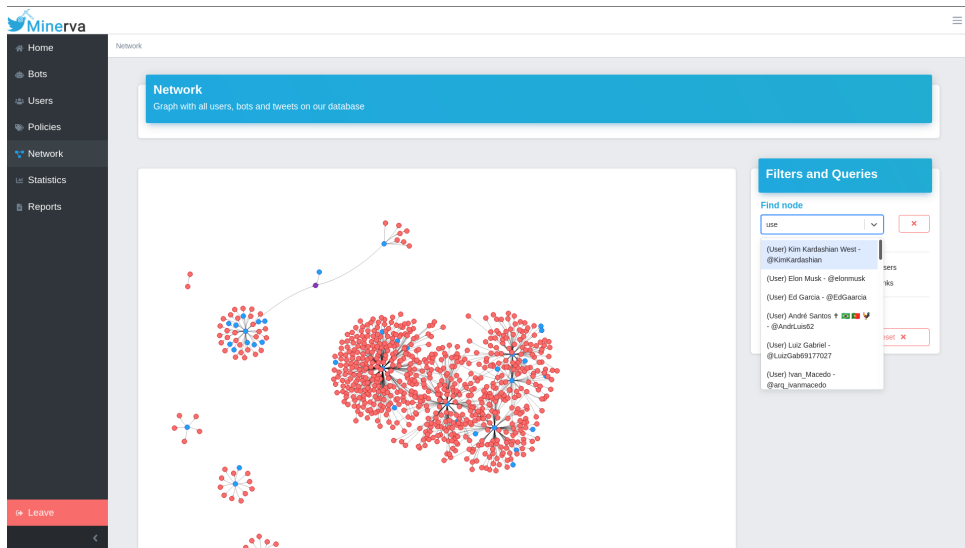 Minerva
Home
Bots
Users
Policies
Network
Statistics
Reports
Leave
Network
Network
Graph with all users, bots and tweets on our database
Filters and Queries
Find node
use
(User) Kim Kardashian West -
@KimKardashian
(User) Elon Musk - @elonmusk
(User) Ed Garcia - @EdGaarcia
(User) André Santos ✝ 🇧🇷 🇵🇹 🐓
- @AndrLuis62
(User) Luiz Gabriel -
@LuizGab69177027
(User) Ivan_Macedo -
@arq_ivanmacedo
sers
nks
eset ×